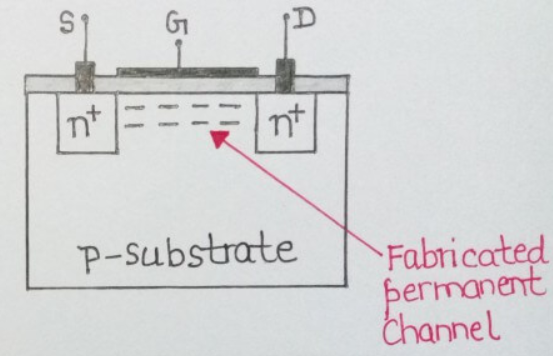 S G D
n⁺ n⁺
p-substrate
Fabricated
permanent
Channel